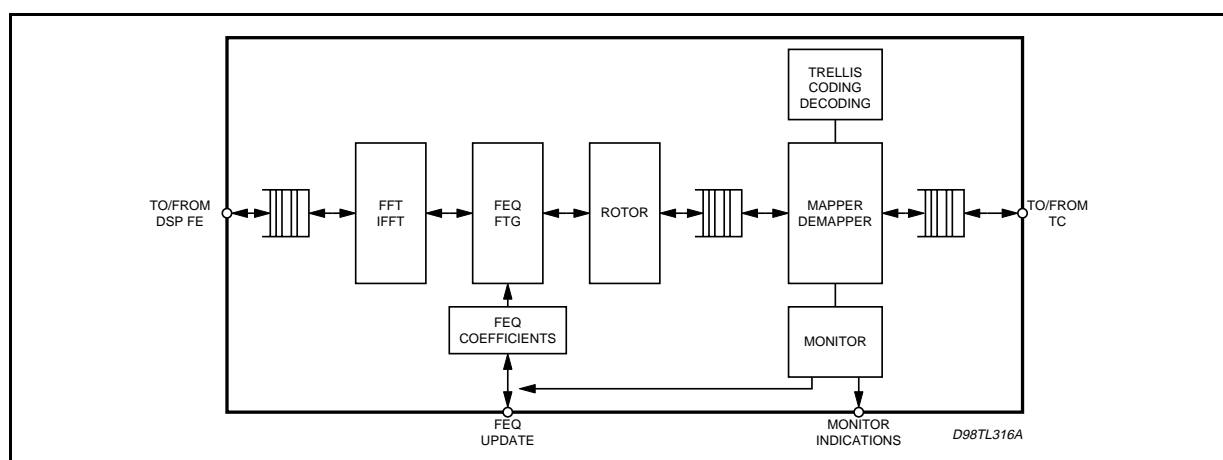 TRELLIS
CODING
DECODING
TO/FROM
DSP FE
FFT
IFFT
FEQ
FTG
ROTOR
MAPPER
DEMAPPER
TO/FROM
TC
FEQ
COEFFICIENTS
MONITOR
FEQ
UPDATE
MONITOR
INDICATIONS
D98TL316A